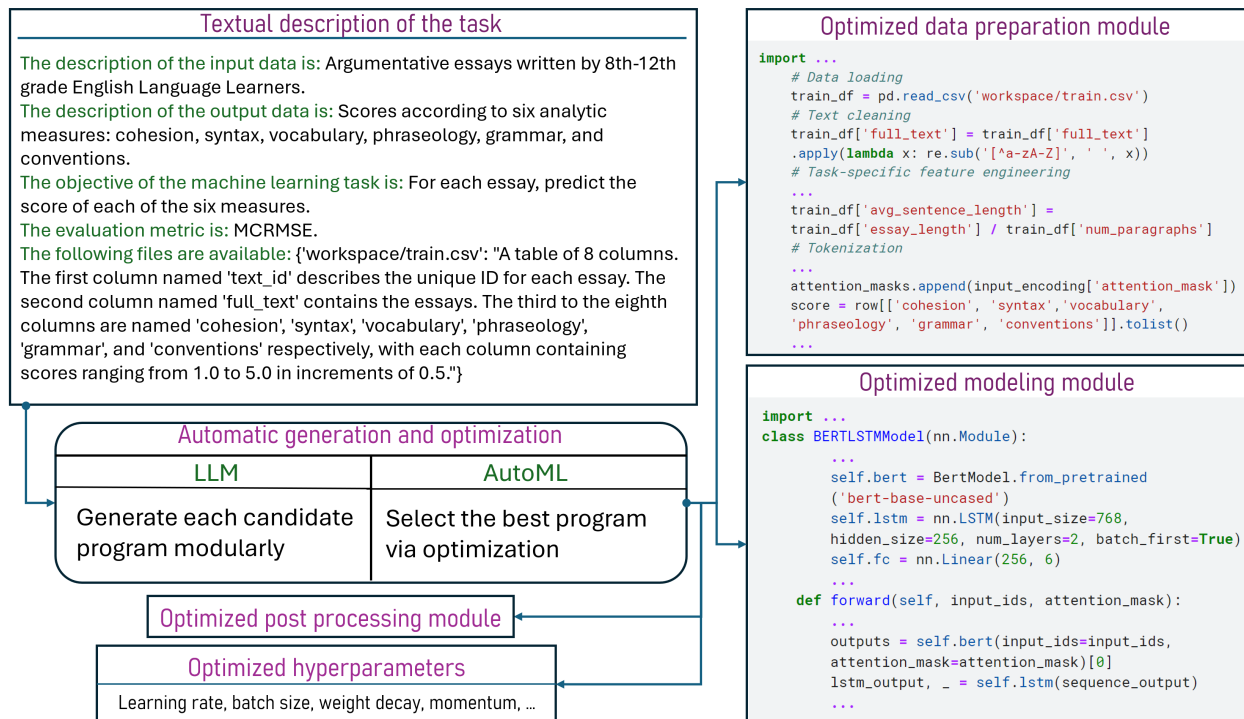 Textual description of the task
The description of the input data is: Argumentative essays written by 8th-12th
grade English Language Learners.
The description of the output data is: Scores according to six analytic
measures: cohesion, syntax, vocabulary, phraseology, grammar, and
conventions.
The objective of the machine learning task is: For each essay, predict the
score of each of the six measures.
The evaluation metric is: MCRMSE.
The following files are available: {'workspace/train.csv': "A table of 8 columns.
The first column named 'text_id' describes the unique ID for each essay. The
second column named 'full_text' contains the essays. The third to the eighth
columns are named 'cohesion', 'syntax', 'vocabulary', 'phraseology',
'grammar', and 'conventions' respectively, with each column containing
scores ranging from 1.0 to 5.0 in increments of 0.5."}
Automatic generation and optimization
LLM
AutoML
Generate each candidate
program modularly
Select the best program
via optimization
Optimized post processing module
Optimized hyperparameters
Learning rate, batch size, weight decay, momentum, ...
Optimized data preparation module
import ...
# Data loading
train_df = pd.read_csv('workspace/train.csv')
# Text cleaning
train_df['full_text'] = train_df['full_text']
.apply(lambda x: re.sub('[^a-zA-Z]', ' ', x))
# Task-specific feature engineering
...
train_df['avg_sentence_length'] =
train_df['essay_length'] / train_df['num_paragraphs']
# Tokenization
...
attention_masks.append(input_encoding['attention_mask'])
score = row[['cohesion', 'syntax','vocabulary',
'phraseology', 'grammar', 'conventions']].tolist()
...
Optimized modeling module
import ...
class BERTLSTMModel(nn.Module):
...
self.bert = BertModel.from_pretrained
('bert-base-uncased')
self.lstm = nn.LSTM(input_size=768,
hidden_size=256, num_layers=2, batch_first=True)
self.fc = nn.Linear(256, 6)
...
def forward(self, input_ids, attention_mask):
...
outputs = self.bert(input_ids=input_ids,
attention_mask=attention_mask)[0]
lstm_output, _ = self.lstm(sequence_output)
...